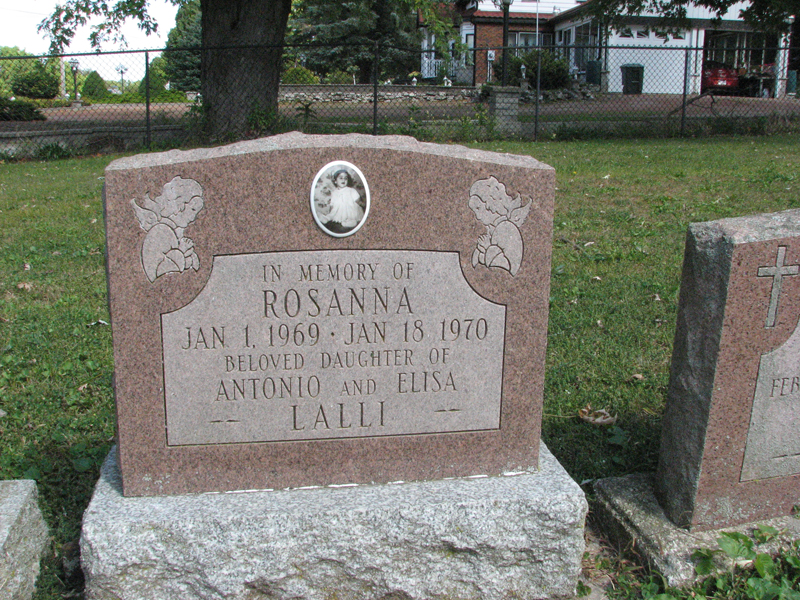 IN MEMORY OF
ROSANNA
JAN 1, 1969 · JAN 18 1970
BELOVED DAUGHTER OF
ANTONIO AND ELISA
LALLI